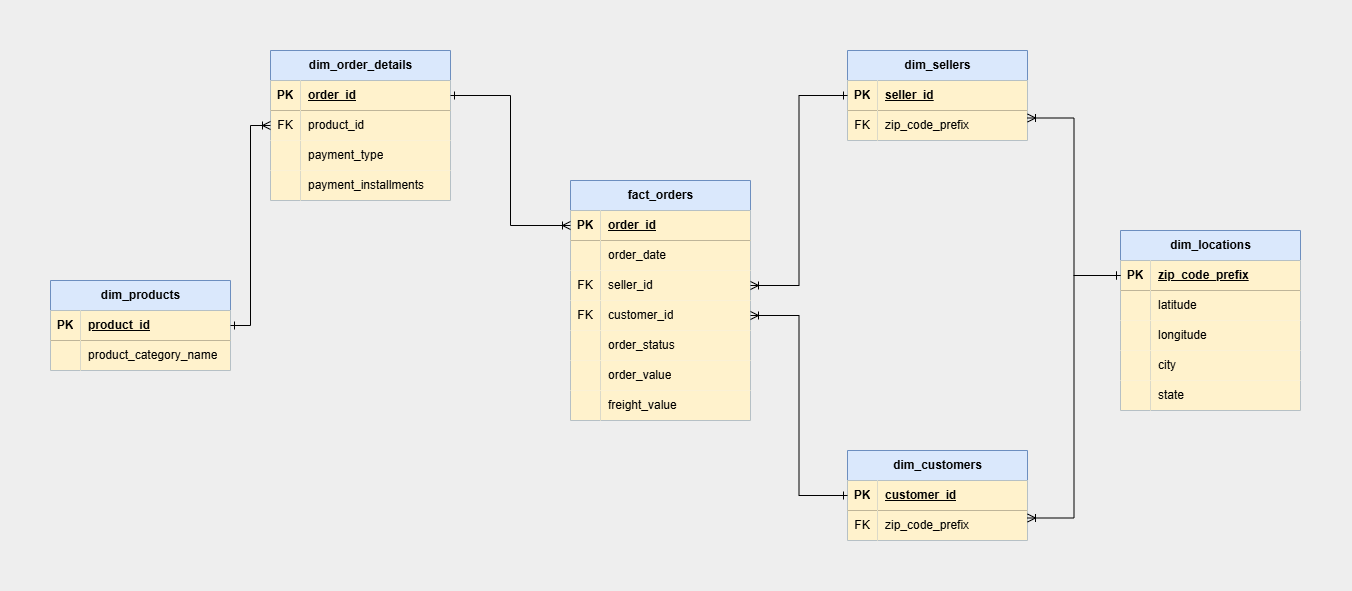 dim_order_details
PK order_id
FK product_id
payment_type
payment_installments
dim_products
PK product_id
product_category_name
fact_orders
PK order_id
order_date
FK seller_id
FK customer_id
order_status
order_value
freight_value
dim_sellers
PK seller_id
FK zip_code_prefix
dim_customers
PK customer_id
FK zip_code_prefix
dim_locations
PK zip_code_prefix
latitude
longitude
city
state